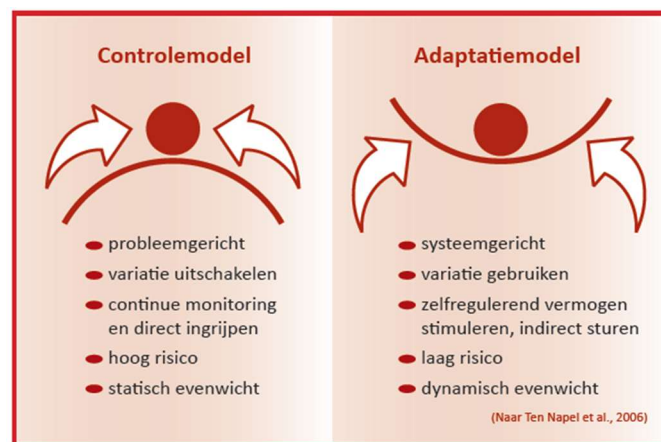 Controlemodel
probleemgericht
variatie uitschakelen
continue monitoring
en direct ingrijpen
hoog risico
statisch evenwicht
Adaptatiemodel
systeemgericht
variatie gebruiken
zelfregulerend vermogen
stimuleren, indirect sturen
laag risico
dynamisch evenwicht
(Naar Ten Napel et al., 2006)